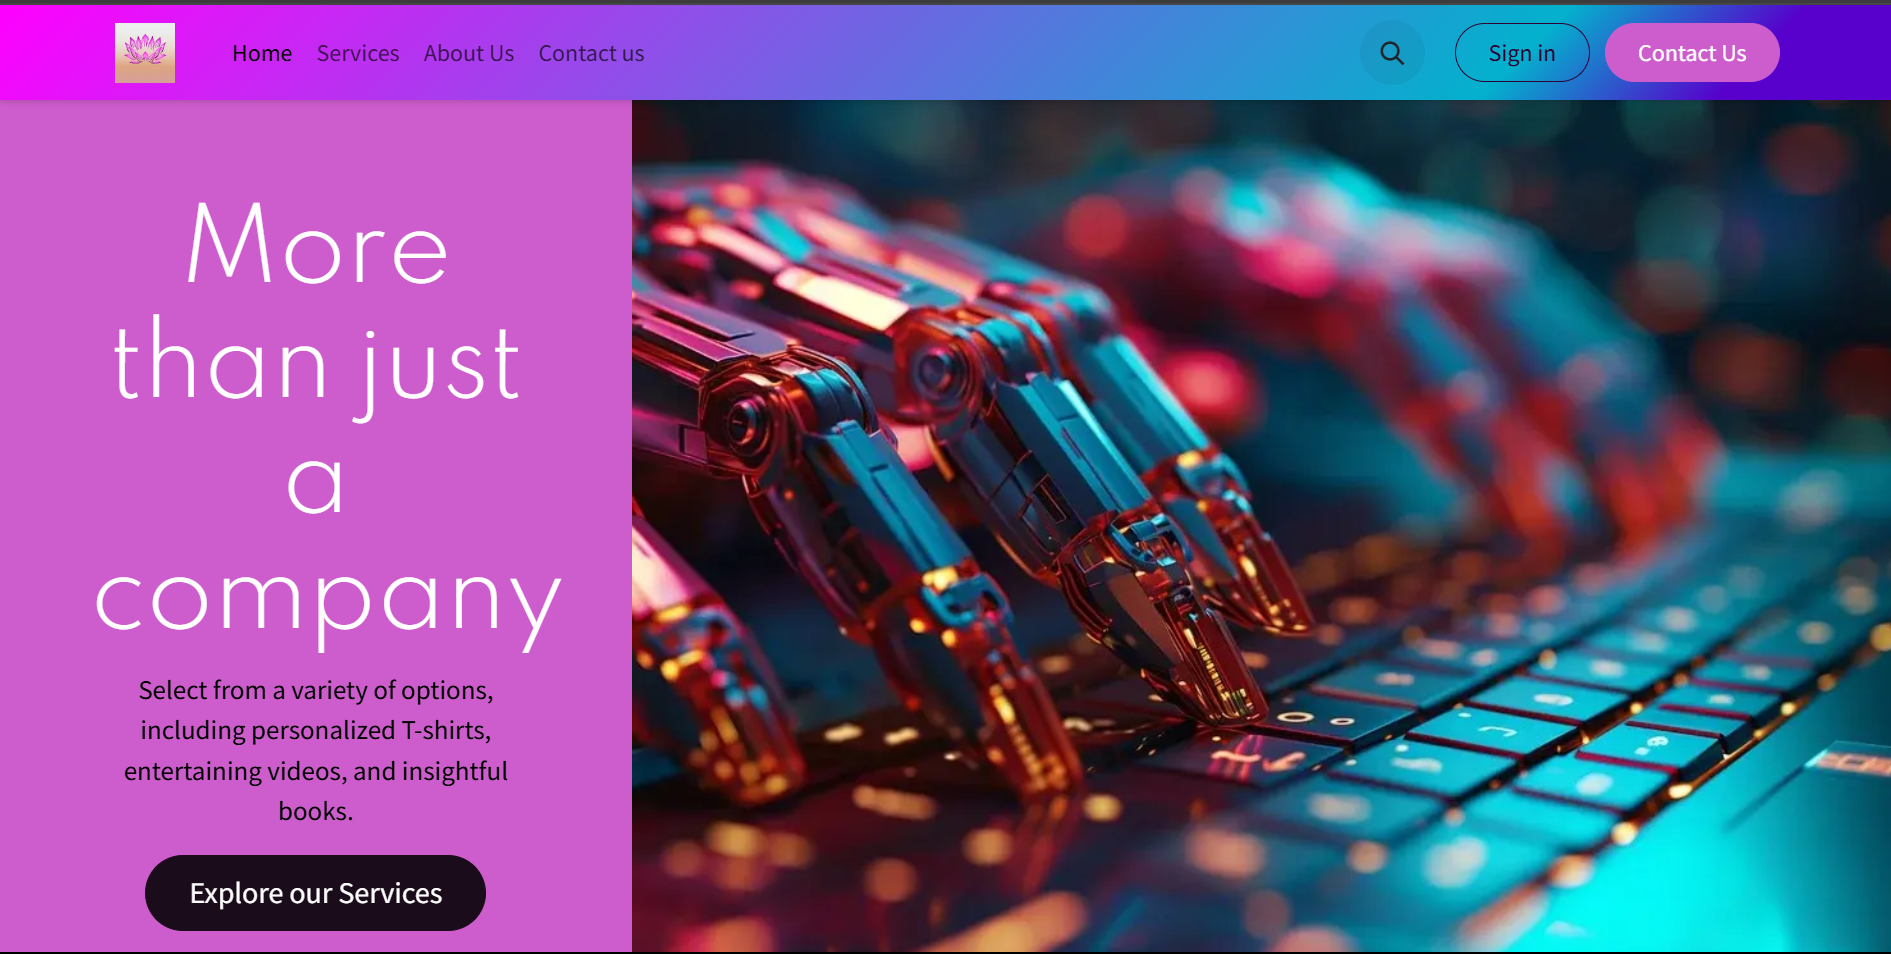 Home Services About Us Contact us Sign in Contact Us
More
than just
a
company
Select from a variety of options,
including personalized T-shirts,
entertaining videos, and insightful
books.
Explore our Services